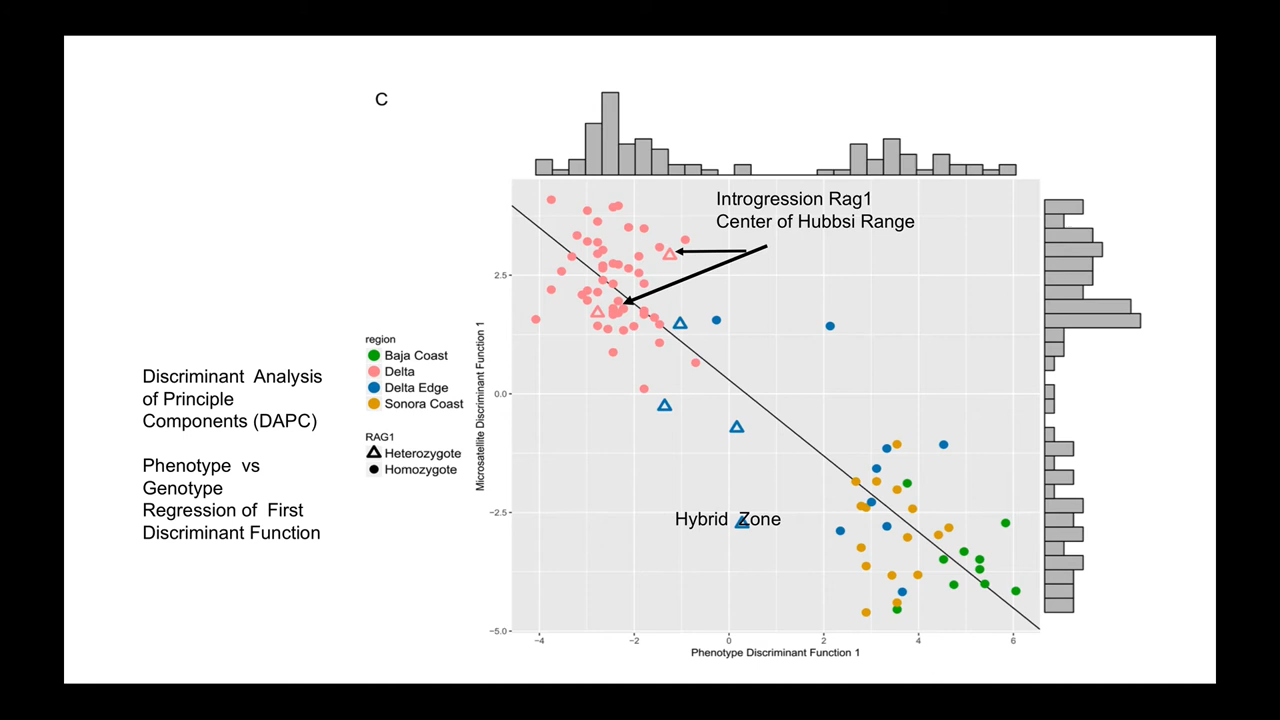 C
Introgression Rag1
Center of Hubbsi Range
Discriminant Analysis
of Principle
Components (DAPC)
Phenotype vs
Genotype
Regression of First
Discriminant Function
region
Baja Coast
Delta
Delta Edge
Sonora Coast
RAG1
Heterozygote
Homozygote
Microsatellite Discriminant Function 1
2.5
0.0
−2.5
−5.0
Hybrid Zone
−4
−2
0
2
4
6
Phenotype Discriminant Function 1